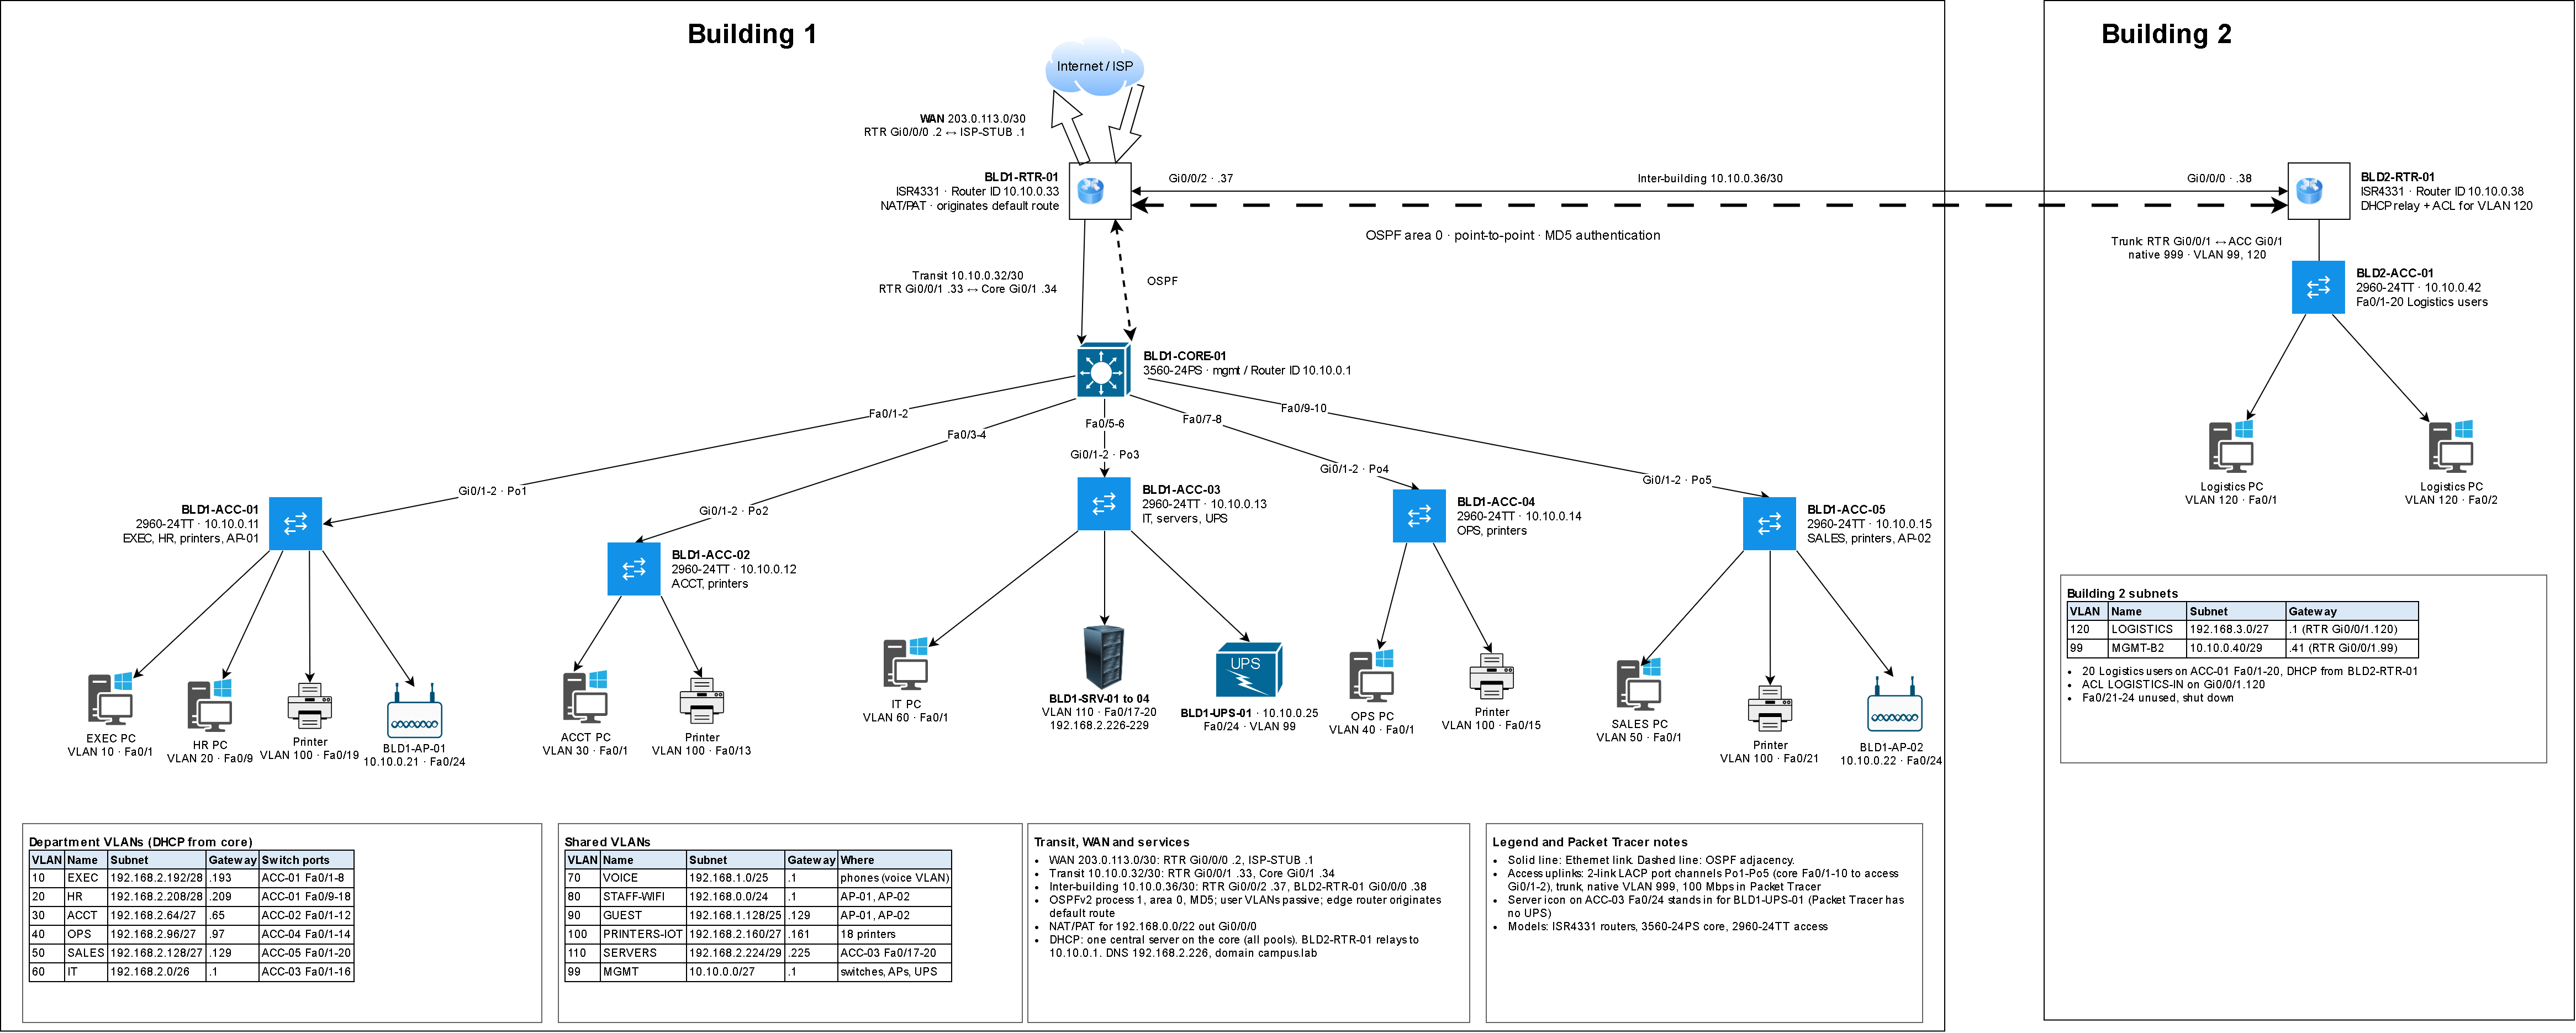 Building 1
Building 2
Internet / ISP
WAN 203.0.113.0/30
RTR Gi0/0/0 .2 ↔ ISP-STUB .1
BLD1-RTR-01
ISR4331 · Router ID 10.10.0.33
NAT/PAT · originates default route
Gi0/0/2 · .37
Inter-building 10.10.0.36/30
Gi0/0/0 · .38
OSPF area 0 · point-to-point · MD5 authentication
BLD2-RTR-01
ISR4331 · Router ID 10.10.0.38
DHCP relay + ACL for VLAN 120
Trunk: RTR Gi0/0/1 ↔ ACC Gi0/1
native 999 · VLAN 99, 120
BLD2-ACC-01
2960-24TT · 10.10.0.42
Fa0/1-20 Logistics users
Transit 10.10.0.32/30
RTR Gi0/0/1 .33 ↔ Core Gi0/1 .34
OSPF
BLD1-CORE-01
3560-24PS · mgmt / Router ID 10.10.0.1
Fa0/1-2
Fa0/3-4
Fa0/5-6
Fa0/7-8
Fa0/9-10
Gi0/1-2 · Po1
Gi0/1-2 · Po2
Gi0/1-2 · Po3
Gi0/1-2 · Po4
Gi0/1-2 · Po5
BLD1-ACC-01
2960-24TT · 10.10.0.11
EXEC, HR, printers, AP-01
BLD1-ACC-02
2960-24TT · 10.10.0.12
ACCT, printers
BLD1-ACC-03
2960-24TT · 10.10.0.13
IT, servers, UPS
BLD1-ACC-04
2960-24TT · 10.10.0.14
OPS, printers
BLD1-ACC-05
2960-24TT · 10.10.0.15
SALES, printers, AP-02
Logistics PC
VLAN 120 · Fa0/1
Logistics PC
VLAN 120 · Fa0/2
EXEC PC
VLAN 10 · Fa0/1
HR PC
VLAN 20 · Fa0/9
Printer
VLAN 100 · Fa0/19
BLD1-AP-01
10.10.0.21 · Fa0/24
ACCT PC
VLAN 30 · Fa0/1
Printer
VLAN 100 · Fa0/13
IT PC
VLAN 60 · Fa0/1
BLD1-SRV-01 to 04
VLAN 110 · Fa0/17-20
192.168.2.226-229
UPS
BLD1-UPS-01 · 10.10.0.25
Fa0/24 · VLAN 99
OPS PC
VLAN 40 · Fa0/1
Printer
VLAN 100 · Fa0/15
SALES PC
VLAN 50 · Fa0/1
Printer
VLAN 100 · Fa0/21
BLD1-AP-02
10.10.0.22 · Fa0/24
Building 2 subnets
VLAN Name Subnet Gateway
120 LOGISTICS 192.168.3.0/27 .1 (RTR Gi0/0/1.120)
99 MGMT-B2 10.10.0.40/29 .41 (RTR Gi0/0/1.99)
• 20 Logistics users on ACC-01 Fa0/1-20, DHCP from BLD2-RTR-01
• ACL LOGISTICS-IN on Gi0/0/1.120
• Fa0/21-24 unused, shut down
Department VLANs (DHCP from core)
VLAN Name Subnet Gateway Switch ports
10 EXEC 192.168.2.192/28 .193 ACC-01 Fa0/1-8
20 HR 192.168.2.208/28 .209 ACC-01 Fa0/9-18
30 ACCT 192.168.2.64/27 .65 ACC-02 Fa0/1-12
40 OPS 192.168.2.96/27 .97 ACC-04 Fa0/1-14
50 SALES 192.168.2.128/27 .129 ACC-05 Fa0/1-20
60 IT 192.168.2.0/26 .1 ACC-03 Fa0/1-16
Shared VLANs
VLAN Name Subnet Gateway Where
70 VOICE 192.168.1.0/25 .1 phones (voice VLAN)
80 STAFF-WIFI 192.168.0.0/24 .1 AP-01, AP-02
90 GUEST 192.168.1.128/25 .129 AP-01, AP-02
100 PRINTERS-IOT 192.168.2.160/27 .161 18 printers
110 SERVERS 192.168.2.224/29 .225 ACC-03 Fa0/17-20
99 MGMT 10.10.0.0/27 .1 switches, APs, UPS
Transit, WAN and services
• WAN 203.0.113.0/30: RTR Gi0/0/0 .2, ISP-STUB .1
• Transit 10.10.0.32/30: RTR Gi0/0/1 .33, Core Gi0/1 .34
• Inter-building 10.10.0.36/30: RTR Gi0/0/2 .37, BLD2-RTR-01 Gi0/0/0 .38
• OSPFv2 process 1, area 0, MD5; user VLANs passive; edge router originates
default route
• NAT/PAT for 192.168.0.0/22 out Gi0/0/0
• DHCP: one central server on the core (all pools). BLD2-RTR-01 relays to
10.10.0.1. DNS 192.168.2.226, domain campus.lab
Legend and Packet Tracer notes
• Solid line: Ethernet link. Dashed line: OSPF adjacency.
• Access uplinks: 2-link LACP port channels Po1-Po5 (core Fa0/1-10 to access
Gi0/1-2), trunk, native VLAN 999, 100 Mbps in Packet Tracer
• Server icon on ACC-03 Fa0/24 stands in for BLD1-UPS-01 (Packet Tracer has
no UPS)
• Models: ISR4331 routers, 3560-24PS core, 2960-24TT access